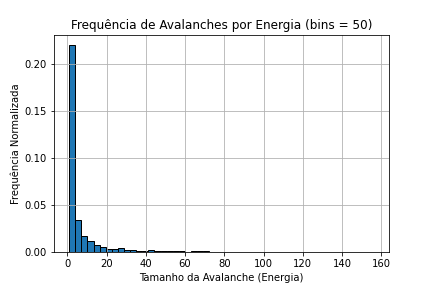 Frequência de Avalanches por Energia (bins = 50)
Frequência Normalizada
0.20
0.15
0.10
0.05
0.00
0 20 40 60 80 100 120 140 160
Tamanho da Avalanche (Energia)